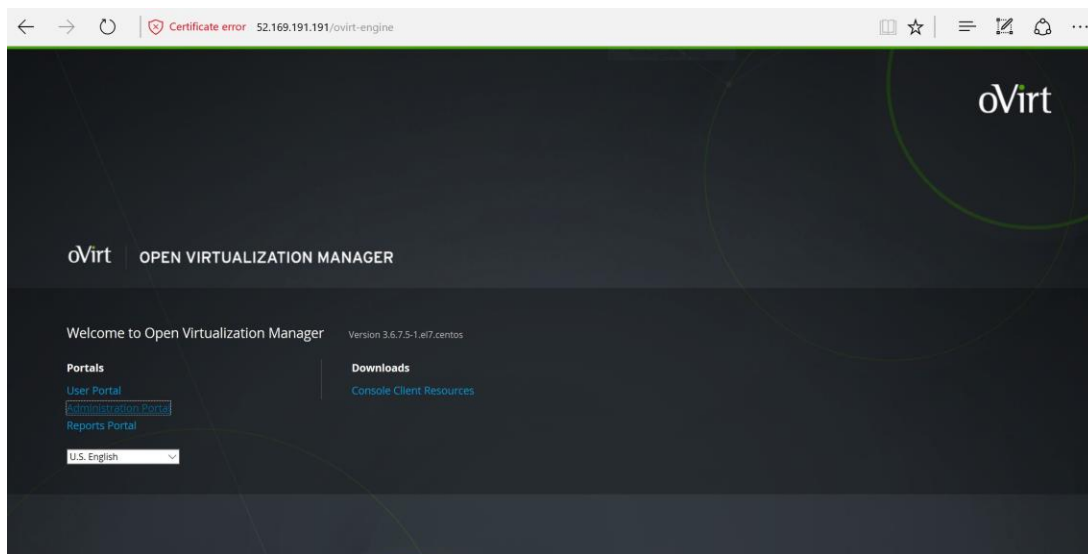 Certificate error 52.169.191.191/ovirt-engine
oVirt
oVirt OPEN VIRTUALIZATION MANAGER
Welcome to Open Virtualization Manager Version 3.6.7.5-1.el7.centos
Portals
User Portal
Administration Portal
Reports Portal
U.S. English
Downloads
Console Client Resources